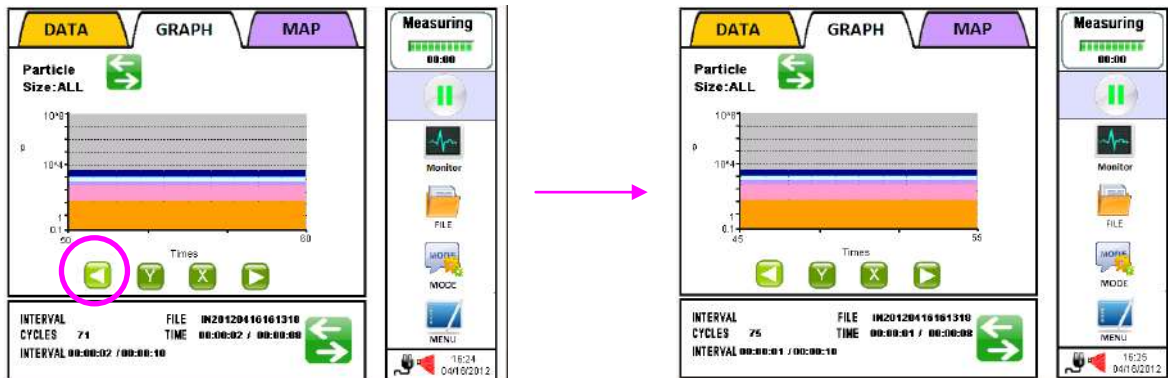 DATA GRAPH MAP
Particle
Size:ALL
10^8
p
10^4
1
0.1
50 60
Times
Y X
INTERVAL FILE IN20120416161310
CYCLES 71 TIME 00:00:02 / 00:00:08
INTERVAL 00:00:02 / 00:00:10
Measuring
00:00
Monitor
FILE
MODE
MODE
MENU
16:24
04/16/2012
DATA GRAPH MAP
Particle
Size:ALL
10^8
p
10^4
1
0.1
45 55
Times
Y X
INTERVAL FILE IN20120416161310
CYCLES 75 TIME 00:00:01 / 00:00:08
INTERVAL 00:00:01 / 00:00:10
Measuring
00:00
Monitor
FILE
MODE
MODE
MENU
16:25
04/16/2012